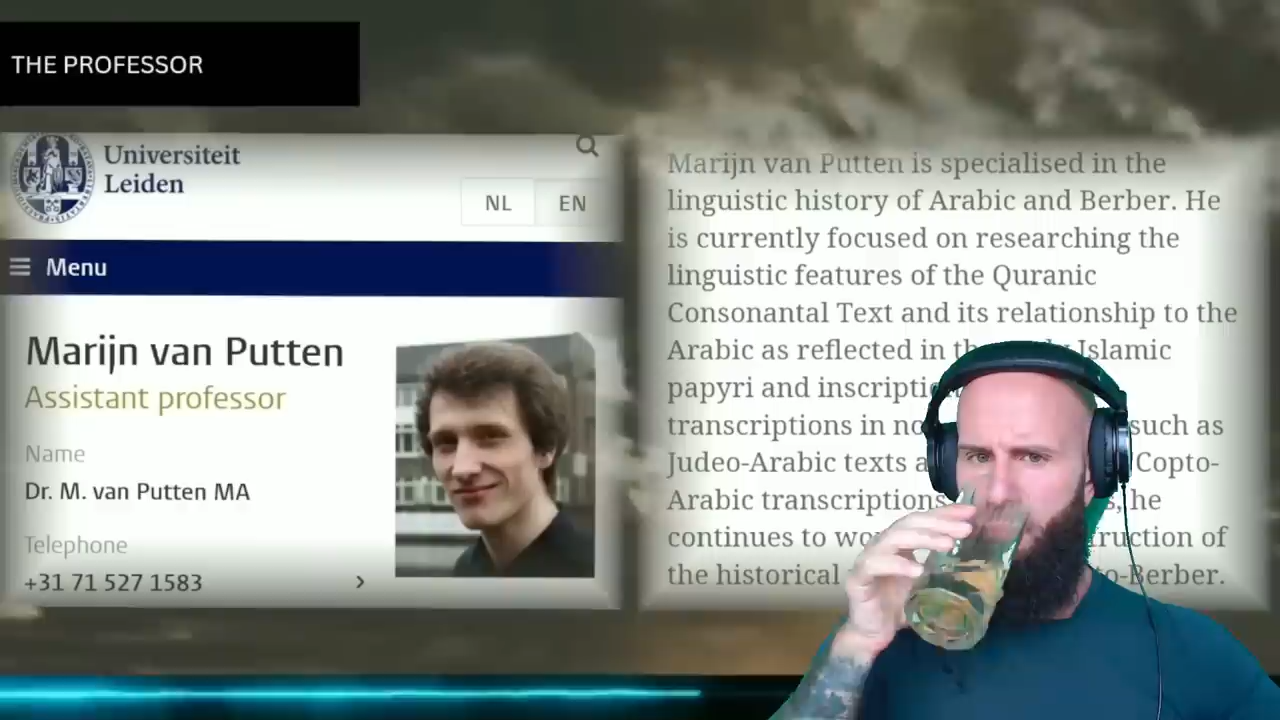 THE PROFESSOR
Universiteit
Leiden
NL EN
Menu
Marijn van Putten
Assistant professor
Name
Dr. M. van Putten MA
Telephone
+31 71 527 1583
Marijn van Putten is specialised in the
linguistic history of Arabic and Berber. He
is currently focused on researching the
linguistic features of the Quranic
Consonantal Text and its relationship to the
Arabic as reflected in Islamic
papyri and
transcriptions in such as
Judeo-Arabic texts Copto-
Arabic transcriptions he
continues to of
the historical